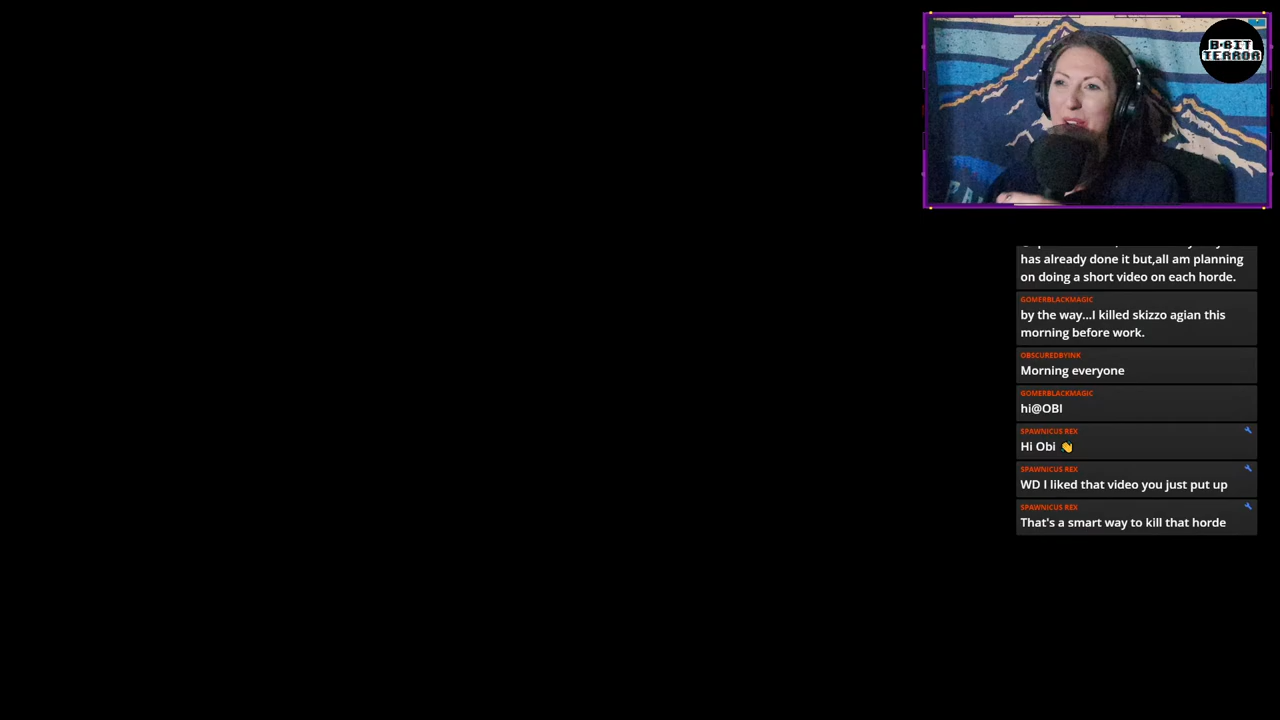 8-BIT
TERROR
has already done it but,all am planning
on doing a short video on each horde.
GOMERBLACKMAGIC
by the way...I killed skizzo agian this
morning before work.
OBSCUREDBYINK
Morning everyone
GOMERBLACKMAGIC
hi@OBI
SPAWNICUS REX
Hi Obi 👏
SPAWNICUS REX
WD I liked that video you just put up
SPAWNICUS REX
That's a smart way to kill that horde